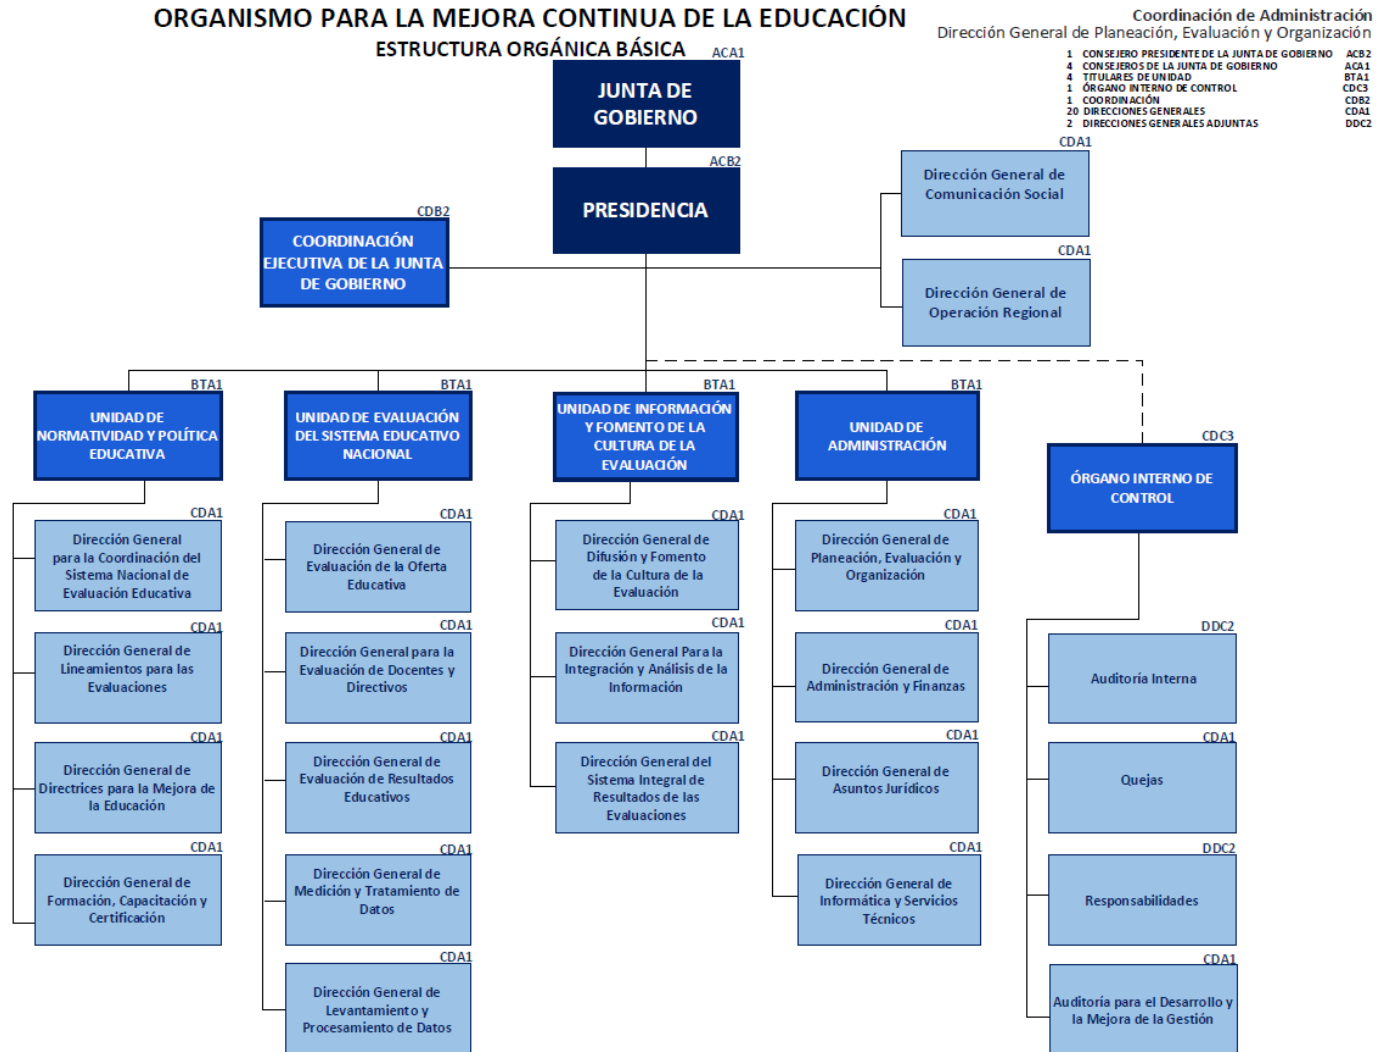 ORGANISMO PARA LA MEJORA CONTINUA DE LA EDUCACIÓN
ESTRUCTURA ORGÁNICA BÁSICA
Coordinación de Administración
Dirección General de Planeación, Evaluación y Organización
1 CONSEJERO PRESIDENTE DE LA JUNTA DE GOBIERNO ACB2
4 CONSEJEROS DE LA JUNTA DE GOBIERNO ACA1
4 TITULARES DE UNIDAD BTA1
1 ÓRGANO INTERNO DE CONTROL CDC3
1 COORDINACIÓN CDB2
20 DIRECCIONES GENERALES CDA1
2 DIRECCIONES GENERALES ADJUNTAS DDC2
ACA1
JUNTA DE
GOBIERNO
ACB2
PRESIDENCIA
CDA1
Dirección General de
Comunicación Social
CDB2
COORDINACIÓN
EJECUTIVA DE LA JUNTA
DE GOBIERNO
CDA1
Dirección General de
Operación Regional
BTA1
UNIDAD DE
NORMATIVIDAD Y POLÍTICA
EDUCATIVA
CDA1
Dirección General
para la Coordinación del
Sistema Nacional de
Evaluación Educativa
CDA1
Dirección General de
Lineamientos para las
Evaluaciones
CDA1
Dirección General de
Directrices para la Mejora de
la Educación
CDA1
Dirección General de
Formación, Capacitación y
Certificación
BTA1
UNIDAD DE EVALUACIÓN
DEL SISTEMA EDUCATIVO
NACIONAL
CDA1
Dirección General de
Evaluación de la Oferta
Educativa
CDA1
Dirección General para la
Evaluación de Docentes y
Directivos
CDA1
Dirección General de
Evaluación de Resultados
Educativos
CDA1
Dirección General de
Medición y Tratamiento de
Datos
CDA1
Dirección General de
Levantamiento y
Procesamiento de Datos
BTA1
UNIDAD DE INFORMACIÓN
Y FOMENTO DE LA
CULTURA DE LA
EVALUACIÓN
CDA1
Dirección General de
Difusión y Fomento
de la Cultura de la
Evaluación
CDA1
Dirección General Para la
Integración y Análisis de la
Información
CDA1
Dirección General del
Sistema Integral de
Resultados de las
Evaluaciones
BTA1
UNIDAD DE
ADMINISTRACIÓN
CDA1
Dirección General de
Planeación, Evaluación y
Organización
CDA1
Dirección General de
Administración y Finanzas
CDA1
Dirección General de
Asuntos Jurídicos
CDA1
Dirección General de
Informática y Servicios
Técnicos
CDC3
ÓRGANO INTERNO DE
CONTROL
DDC2
Auditoría Interna
CDA1
Quejas
DDC2
Responsabilidades
CDA1
Auditoría para el Desarrollo y
la Mejora de la Gestión